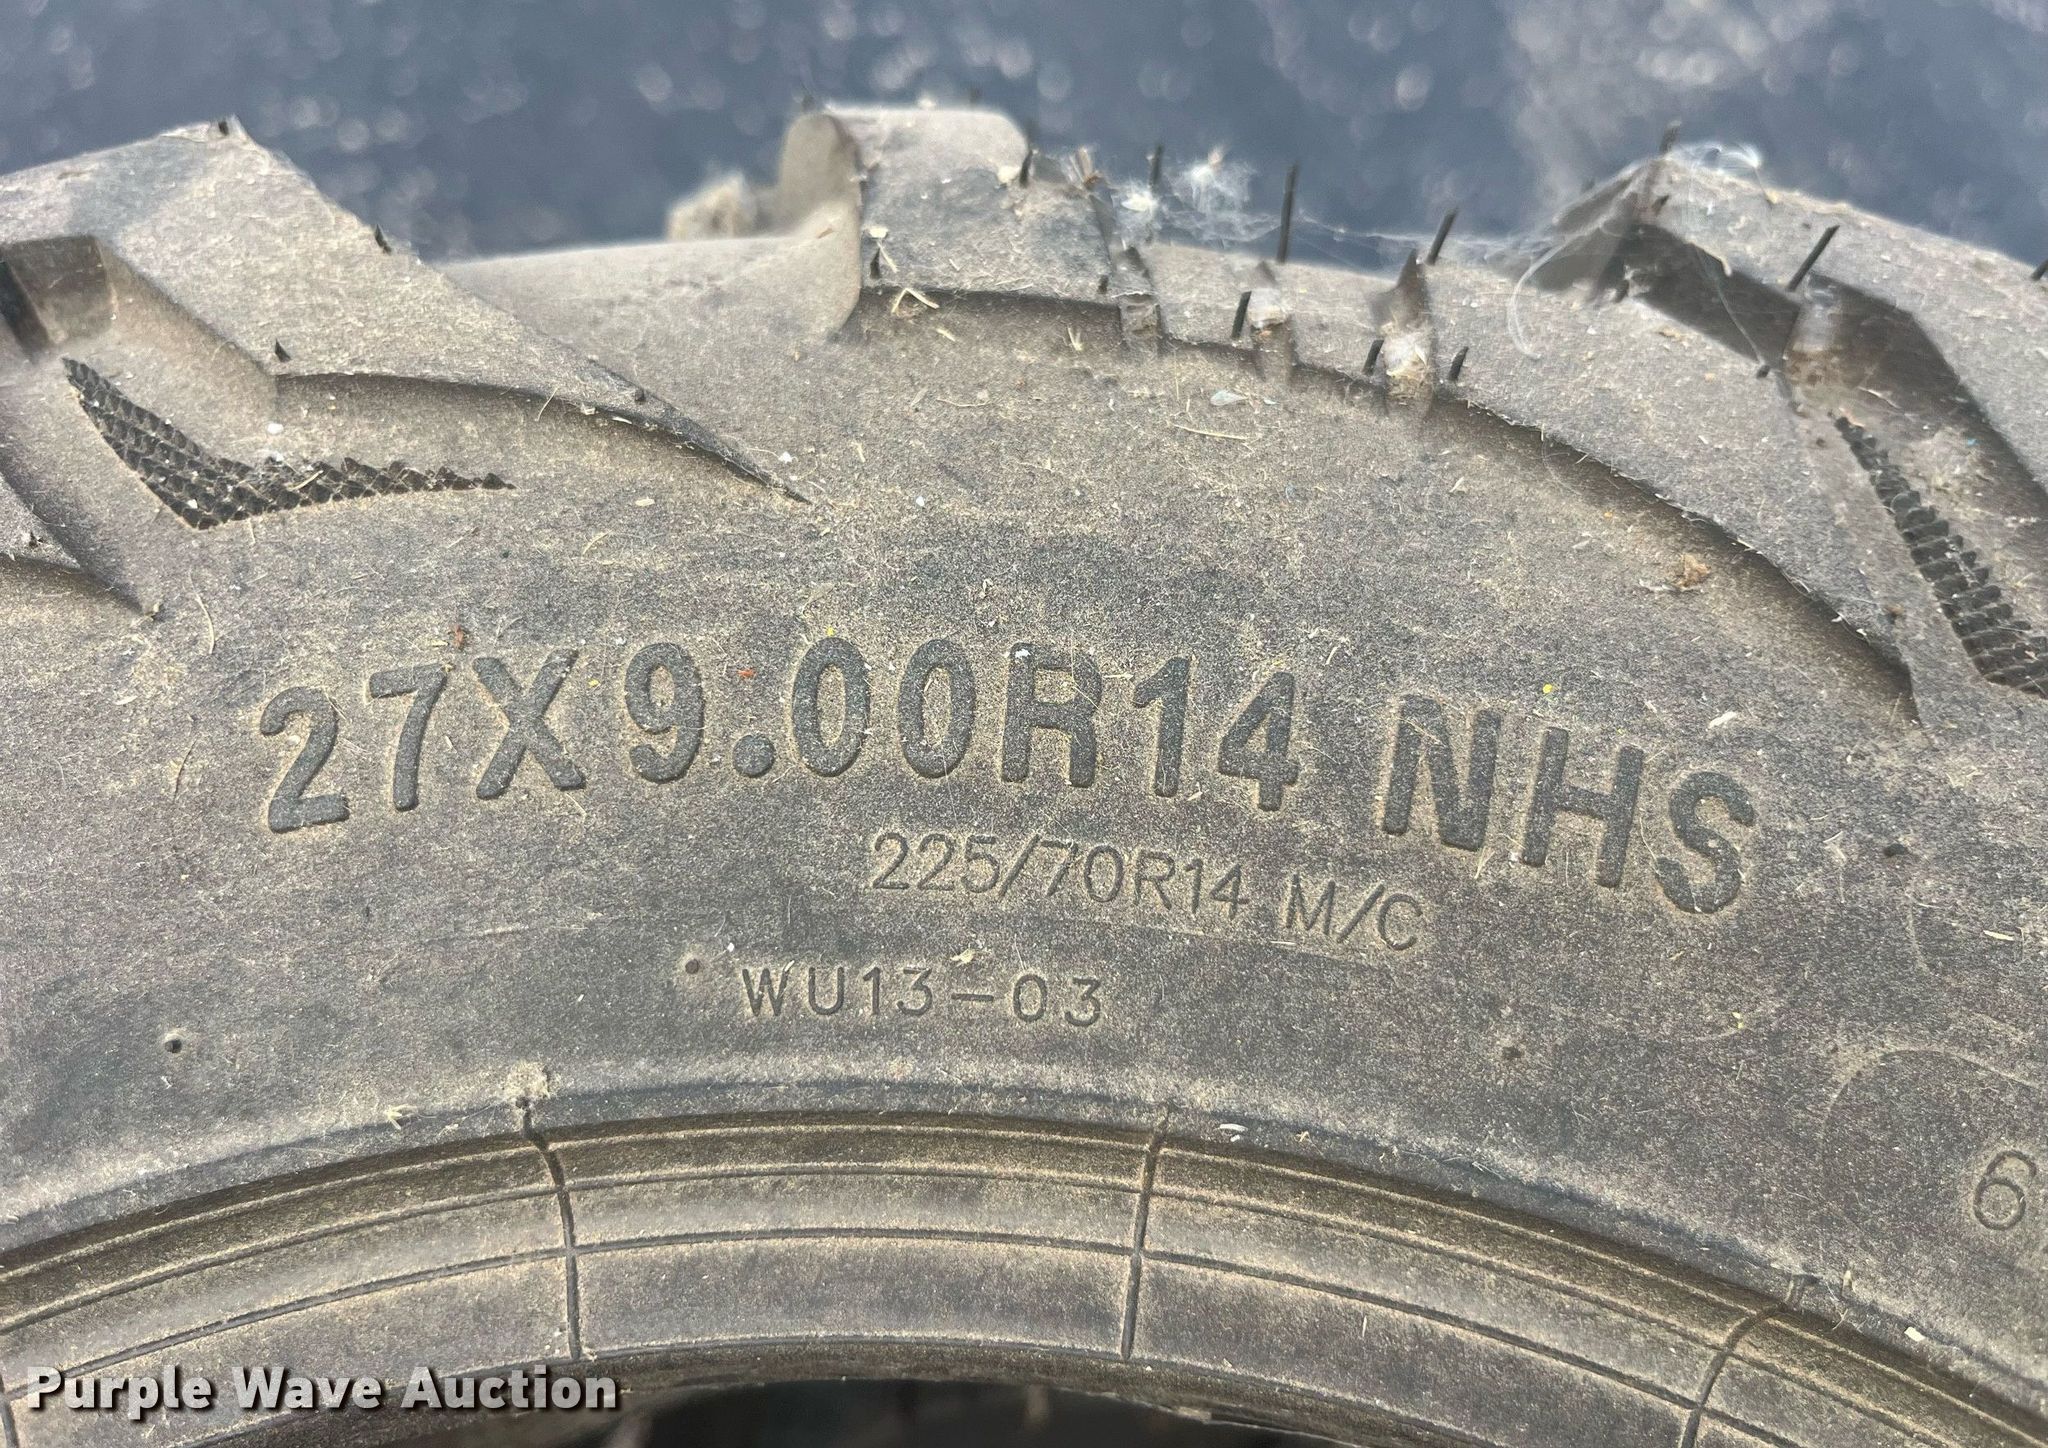 27X9.00R14 NHS
225/70R14 M/C
WU13-03
6
Purple Wave Auction